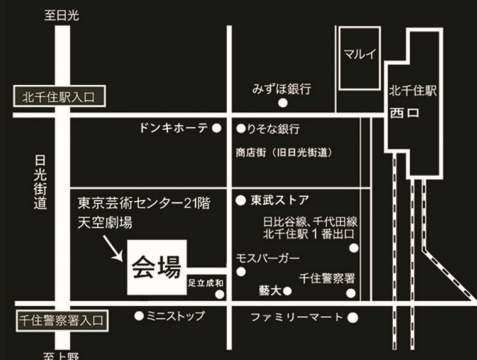 至日光
マルイ
みずほ銀行
北千住駅
西口
北千住駅入口
ドンキホーテ
りそな銀行
商店街（旧日光街道）
日光街道
東京芸術センター21階
天空劇場
東武ストア
日比谷線、千代田線
北千住駅1番出口
会場
モスバーガー
足立成和
藝大
千住警察署
千住警察署入口
ミニストップ
ファミリーマート
至上野